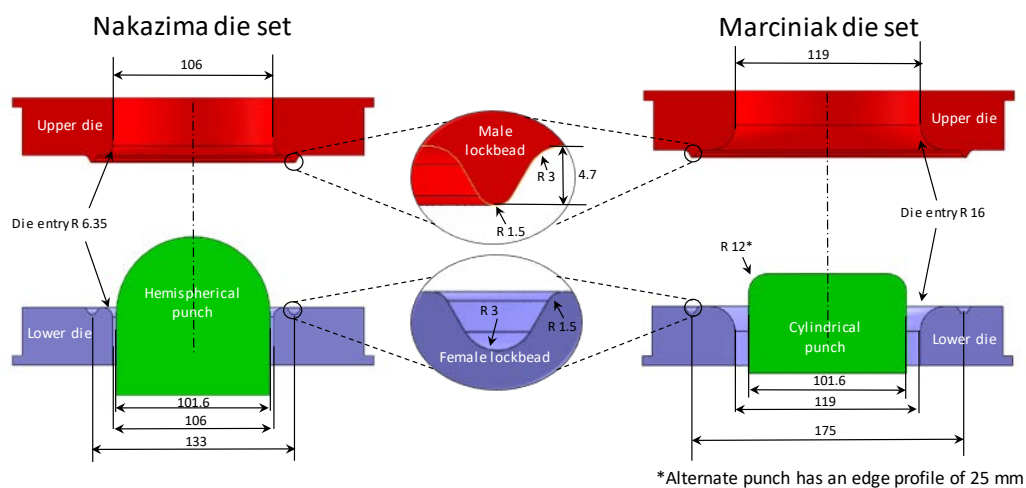 Nakazima die set
Marciniak die set
106
119
Upper die
Male
lockbead
R 3
4.7
R 1.5
Upper die
Die entry R 6.35
Die entry R 16
R 12*
Hemispherical
punch
Lower die
R 3
R 1.5
Female lockbead
Cylindrical
punch
Lower die
101.6
106
133
101.6
119
175
*Alternate punch has an edge profile of 25 mm